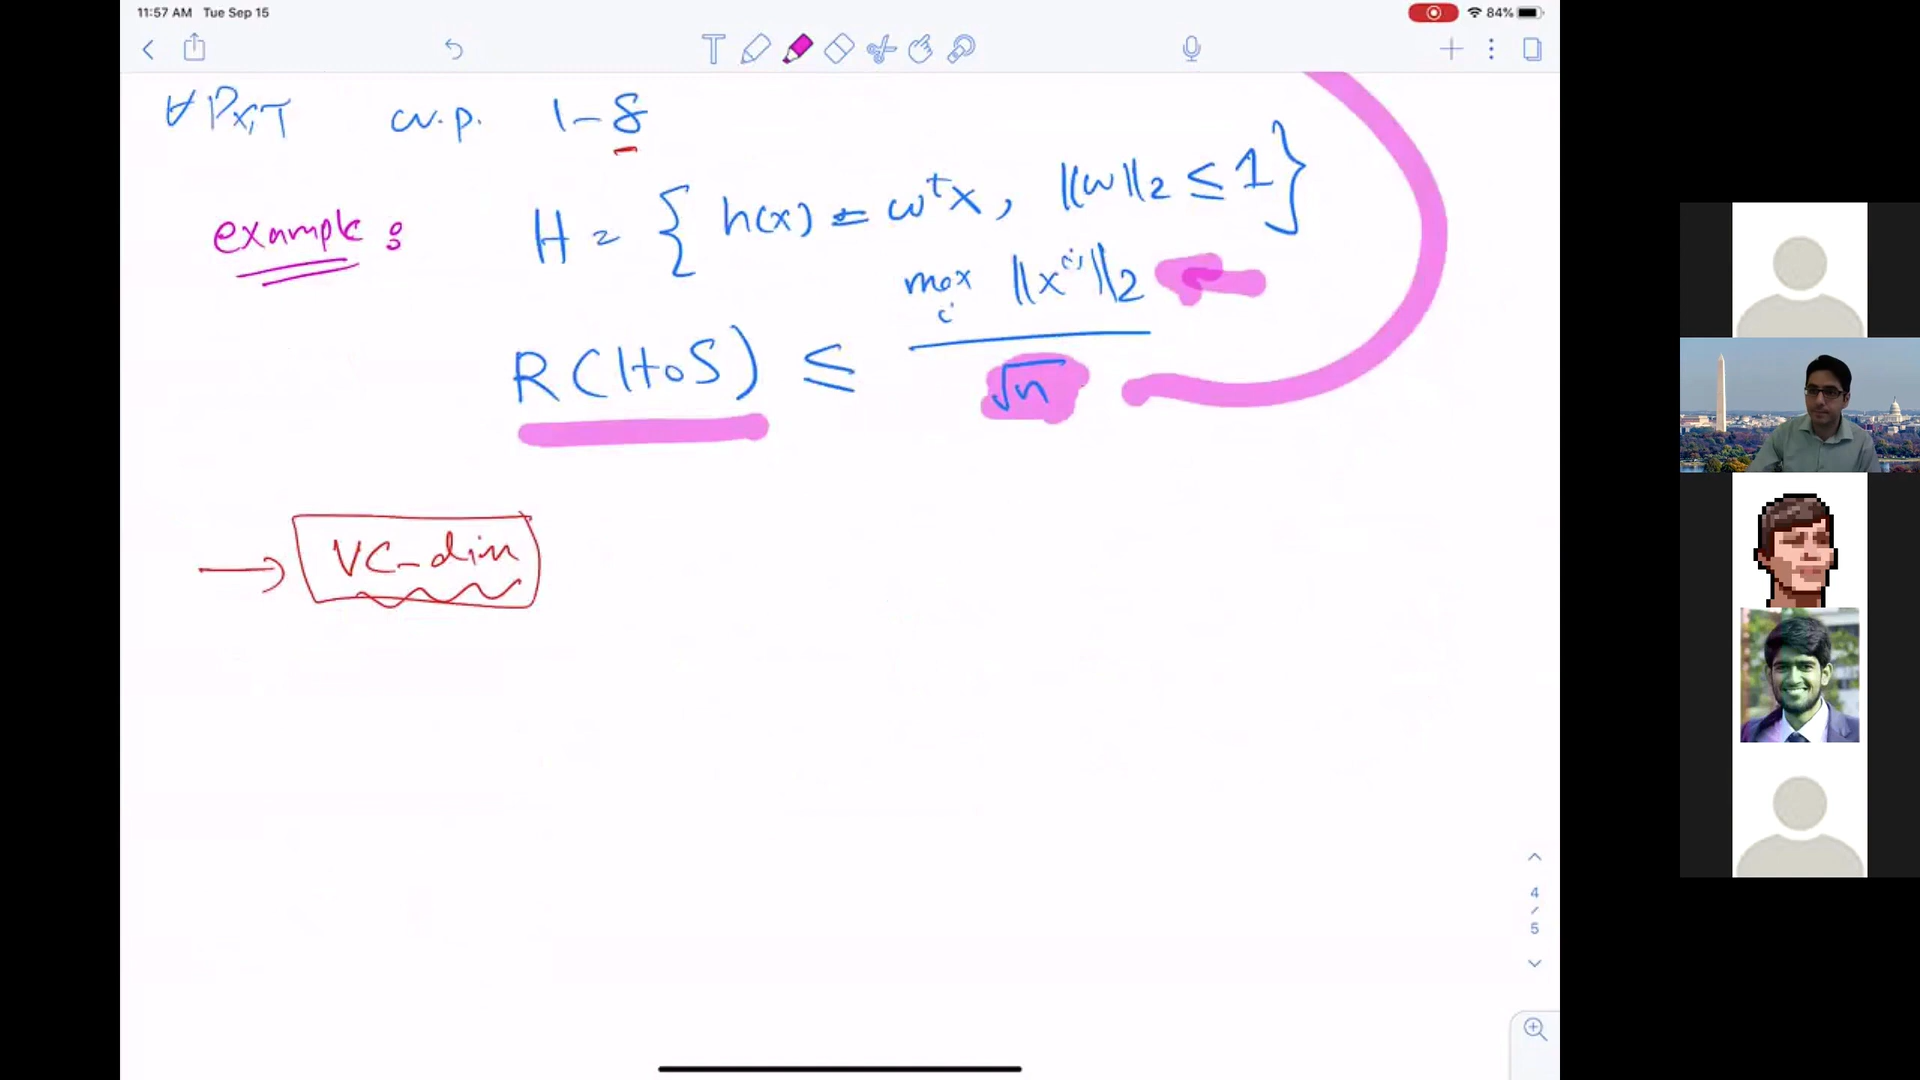 11:57 AM Tue Sep 15
84%
∀ P_{X,Y} w.p. 1-δ
example : H = { h(x) = w^t x, ||w||_2 ≤ 1 }
R(H∘S) ≤ max_i ||x^{(i)}||_2 / √n
→ VC-dim
4
/
5